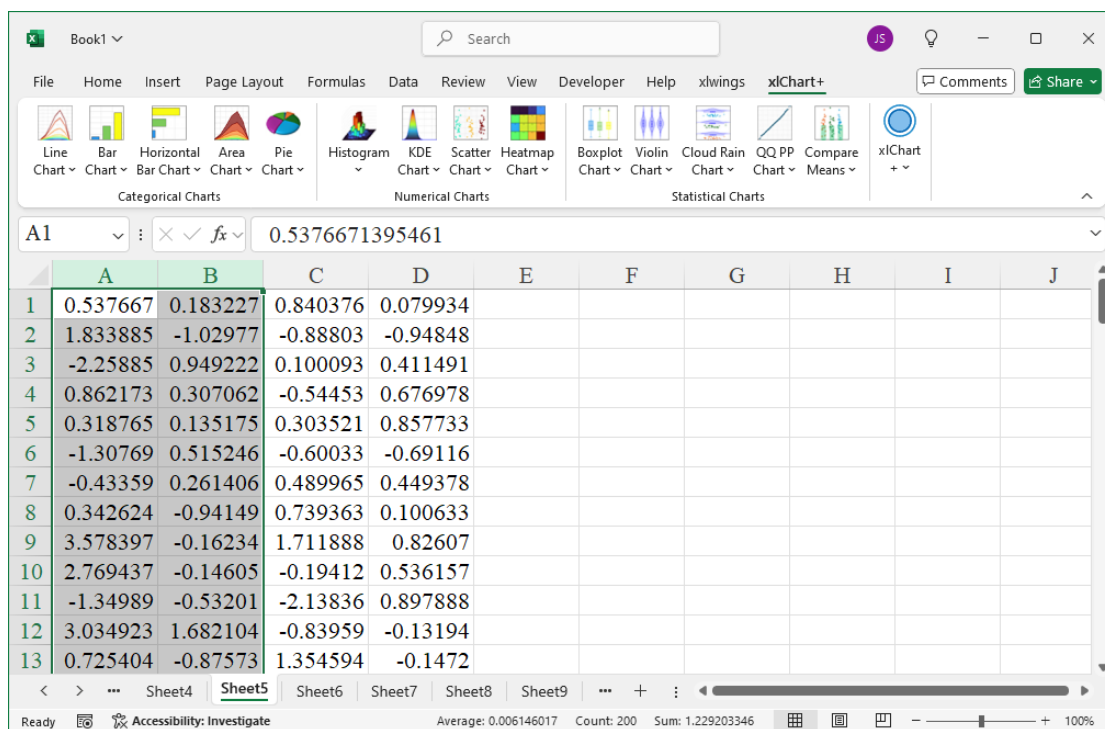 Book1
Search
JS
File Home Insert Page Layout Formulas Data Review View Developer Help xlwings xlChart+ Comments Share
Line Chart Bar Chart Horizontal Bar Chart Area Chart Pie Chart Histogram KDE Chart Scatter Chart Heatmap Chart Boxplot Chart Violin Chart Cloud Rain Chart QQ PP Chart Compare Means xlChart +
Categorical Charts Numerical Charts Statistical Charts
A1 fx 0.5376671395461
A B C D E F G H I J
1 0.537667 0.183227 0.840376 0.079934
2 1.833885 -1.02977 -0.88803 -0.94848
3 -2.25885 0.949222 0.100093 0.411491
4 0.862173 0.307062 -0.54453 0.676978
5 0.318765 0.135175 0.303521 0.857733
6 -1.30769 0.515246 -0.60033 -0.69116
7 -0.43359 0.261406 0.489965 0.449378
8 0.342624 -0.94149 0.739363 0.100633
9 3.578397 -0.16234 1.711888 0.82607
10 2.769437 -0.14605 -0.19412 0.536157
11 -1.34989 -0.53201 -2.13836 0.897888
12 3.034923 1.682104 -0.83959 -0.13194
13 0.725404 -0.87573 1.354594 -0.1472
... Sheet4 Sheet5 Sheet6 Sheet7 Sheet8 Sheet9 ... +
Ready Accessibility: Investigate Average: 0.006146017 Count: 200 Sum: 1.229203346 - + 100%